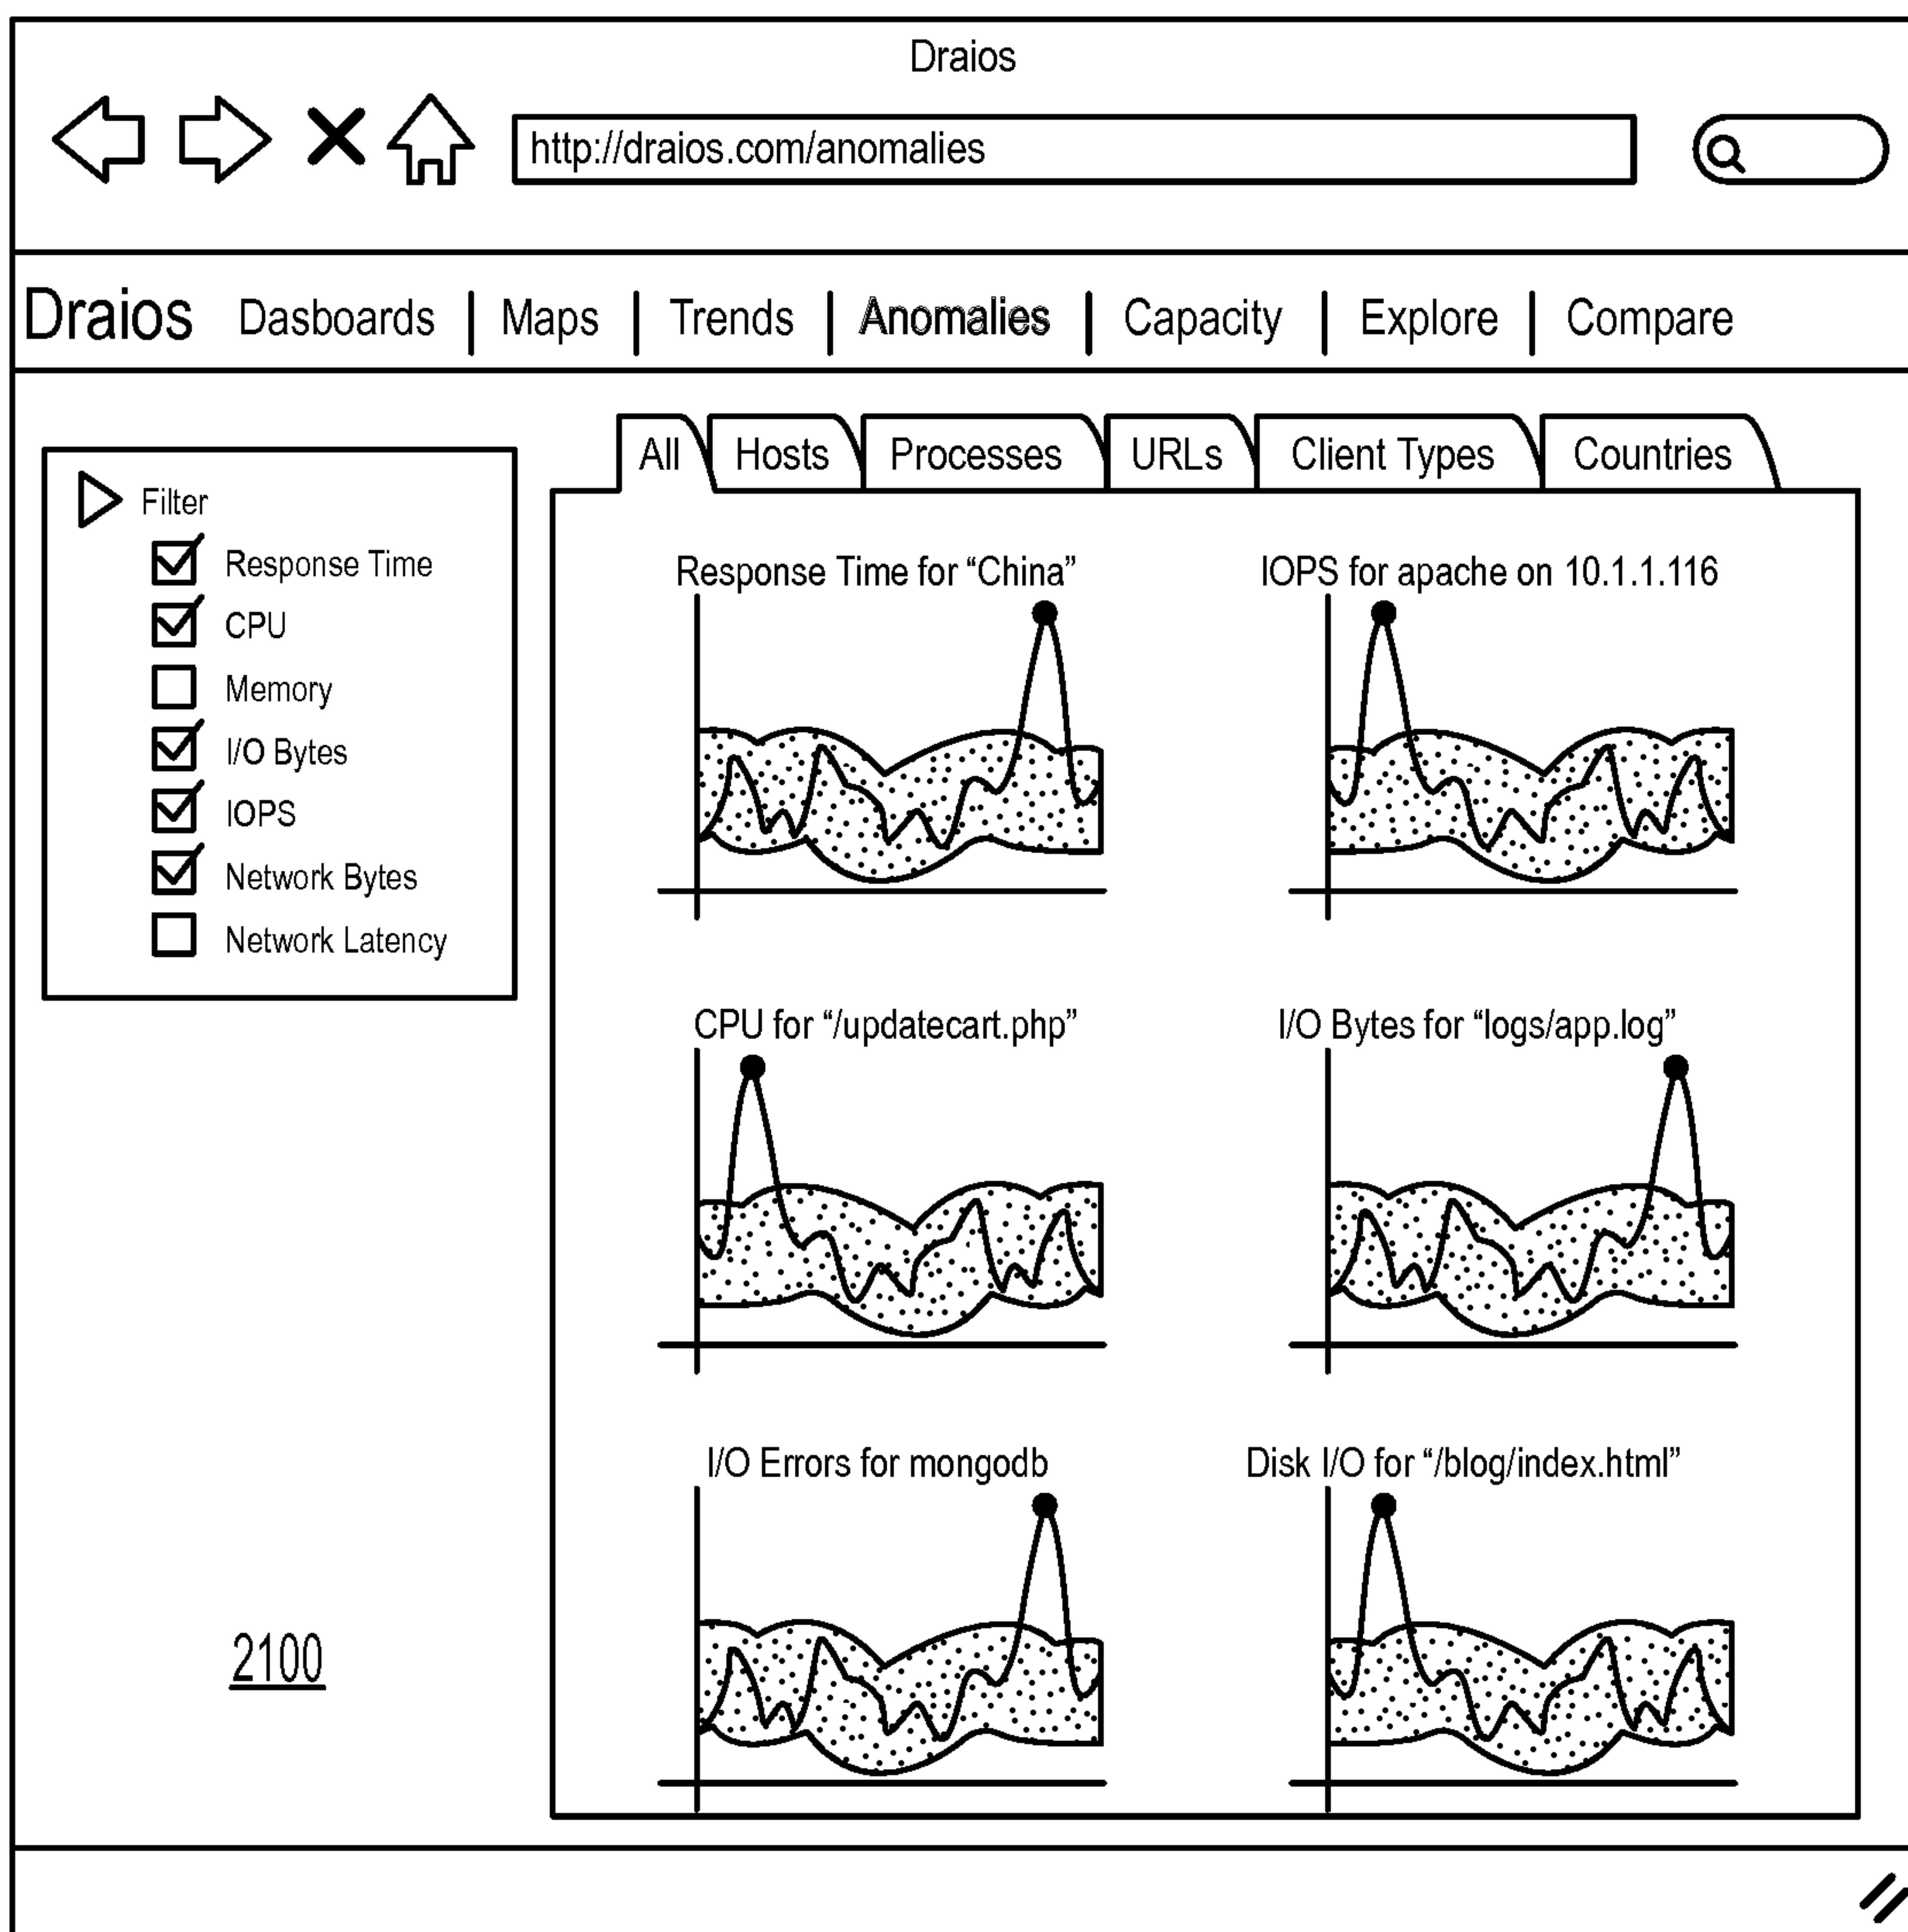 Draios
http://draios.com/anomalies
Draios Dasboards | Maps | Trends | Anomalies | Capacity | Explore | Compare
Filter
Response Time
CPU
Memory
I/O Bytes
IOPS
Network Bytes
Network Latency
All Hosts Processes URLs Client Types Countries
Response Time for “China”
IOPS for apache on 10.1.1.116
CPU for “/updatecart.php”
I/O Bytes for “logs/app.log”
I/O Errors for mongodb
Disk I/O for “/blog/index.html”
2100